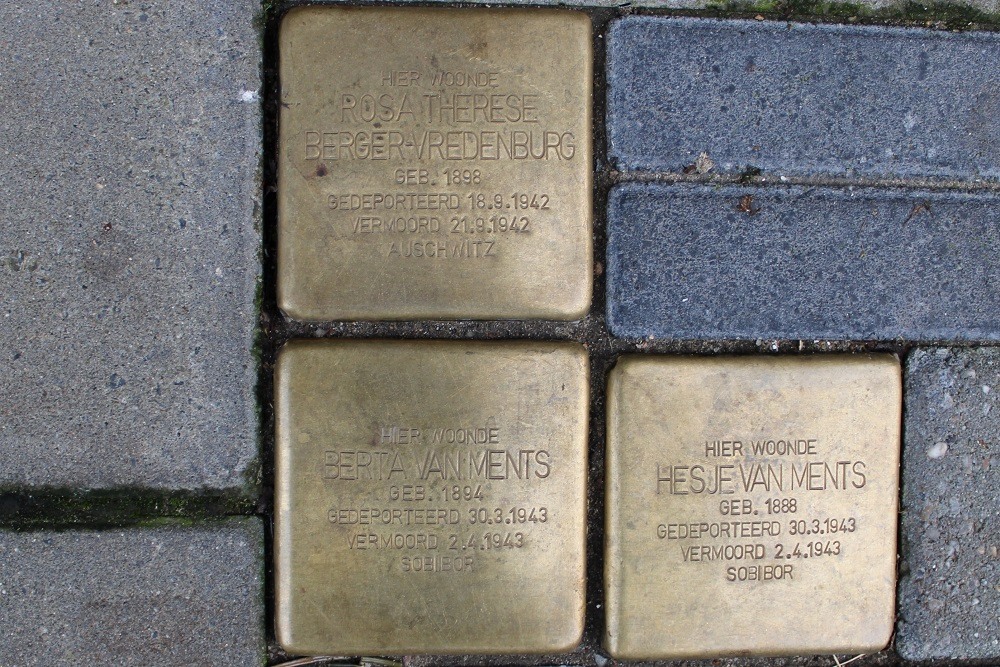 HIER WOONDE
ROSA THERESE
BERGER-VREDENBURG
GEB. 1898
GEDEPORTEERD 18.9.1942
VERMOORD 21.9.1942
AUSCHWITZ
HIER WOONDE
BERTA VAN MENTS
GEB. 1894
GEDEPORTEERD 30.3.1943
VERMOORD 2.4.1943
SOBIBOR
HIER WOONDE
HESJE VAN MENTS
GEB. 1888
GEDEPORTEERD 30.3.1943
VERMOORD 2.4.1943
SOBIBOR